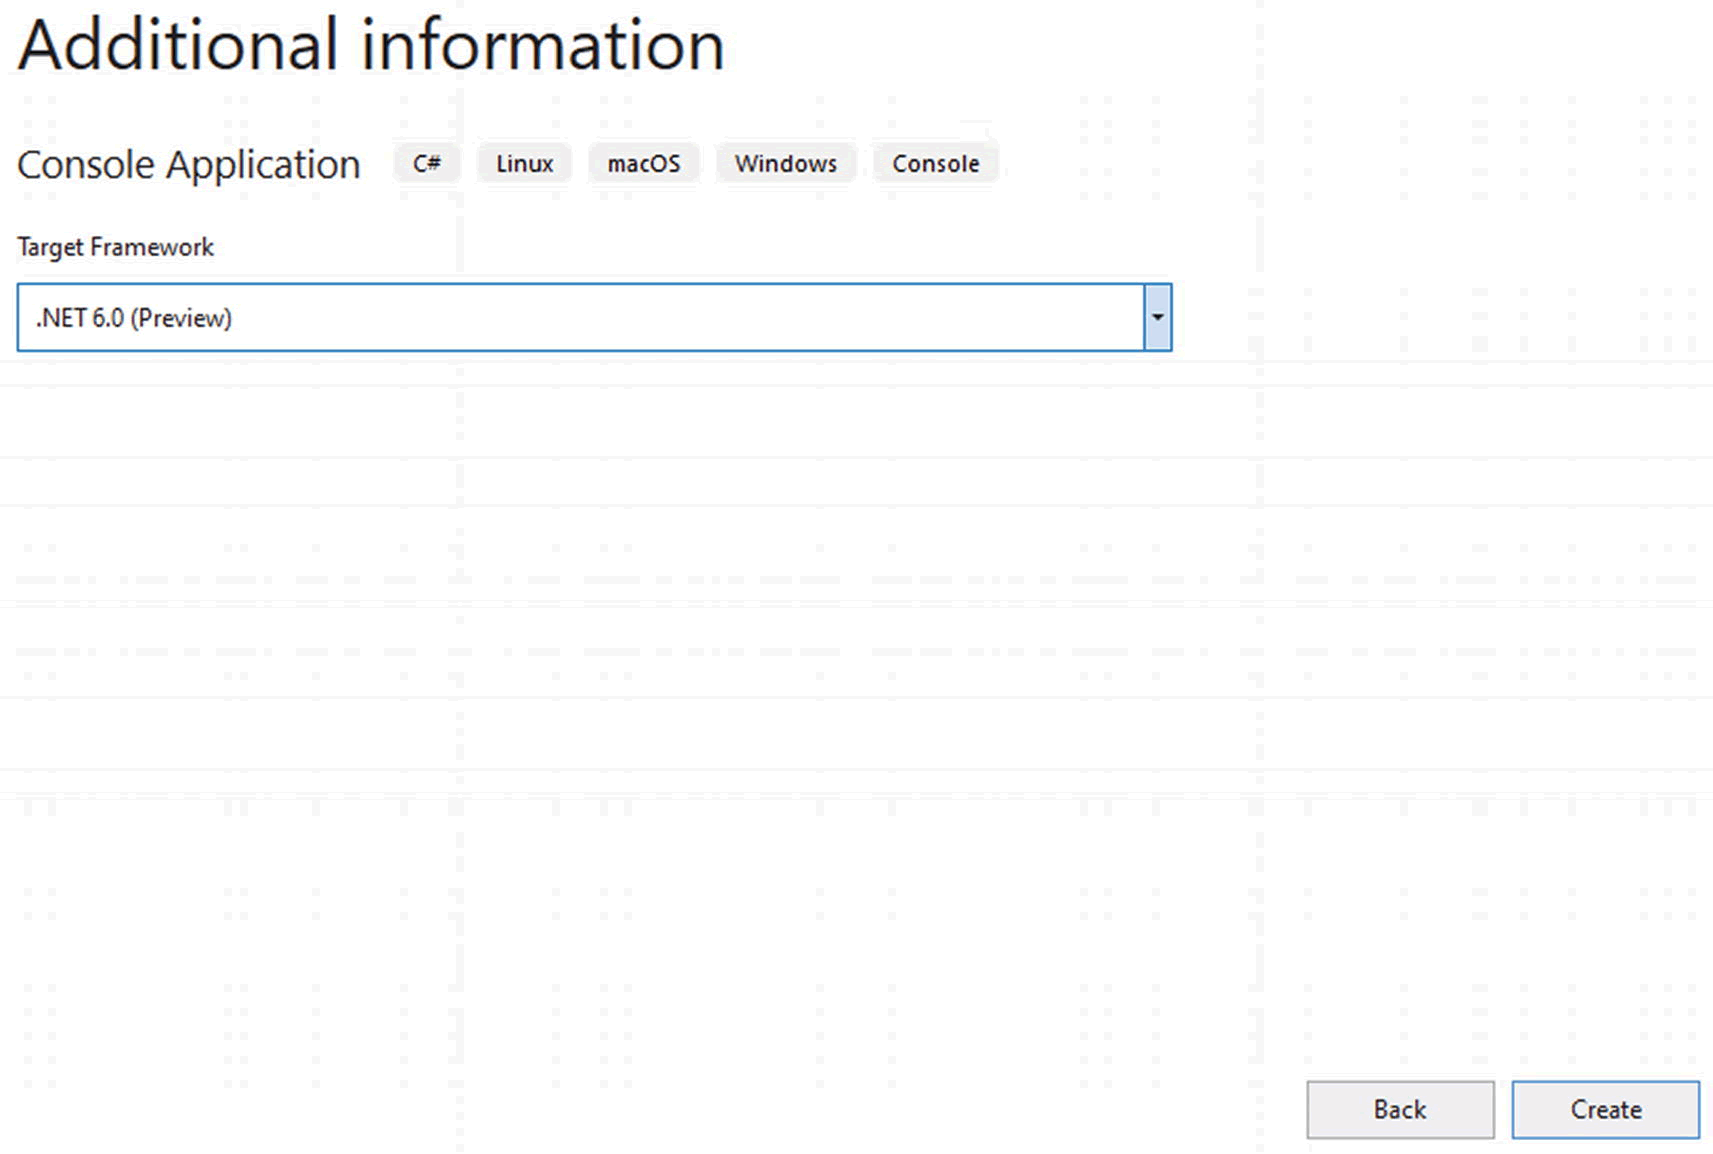 Additional information
Console Application C# Linux macOS Windows Console
Target Framework
.NET 6.0 (Preview)
Back Create